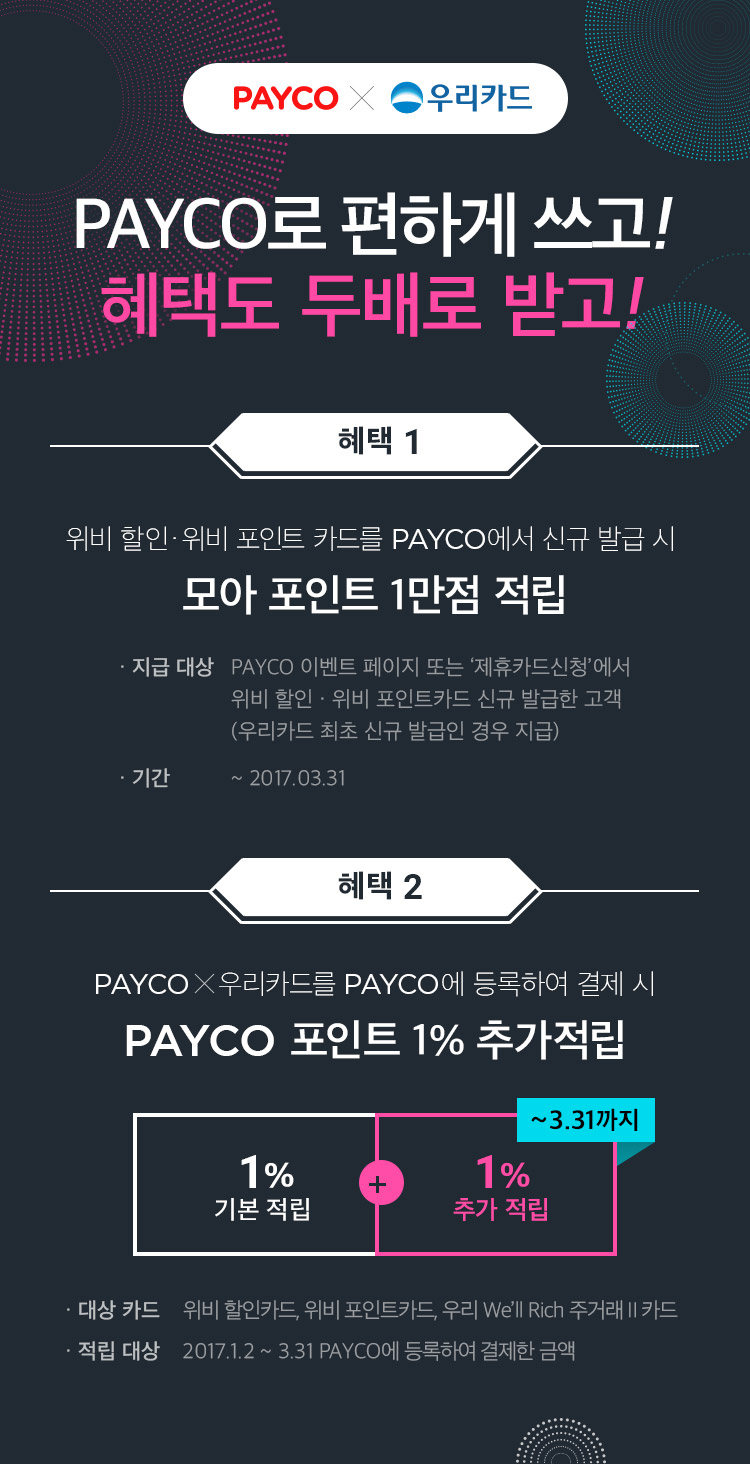 PAYCO × 우리카드
PAYCO로 편하게 쓰고!
혜택도 두배로 받고!
혜택 1
위비 할인·위비 포인트 카드를 PAYCO에서 신규 발급 시
모아 포인트 1만점 적립
· 지급 대상 PAYCO 이벤트 페이지 또는 ‘제휴카드신청’에서
위비 할인 · 위비 포인트카드 신규 발급한 고객
(우리카드 최초 신규 발급인 경우 지급)
· 기간 ~ 2017.03.31
혜택 2
PAYCO×우리카드를 PAYCO에 등록하여 결제 시
PAYCO 포인트 1% 추가적립
~3.31까지
1% + 1%
기본 적립 추가 적립
· 대상 카드 위비 할인카드, 위비 포인트카드, 우리 We’ll Rich 주거래Ⅱ카드
· 적립 대상 2017.1.2 ~ 3.31 PAYCO에 등록하여 결제한 금액